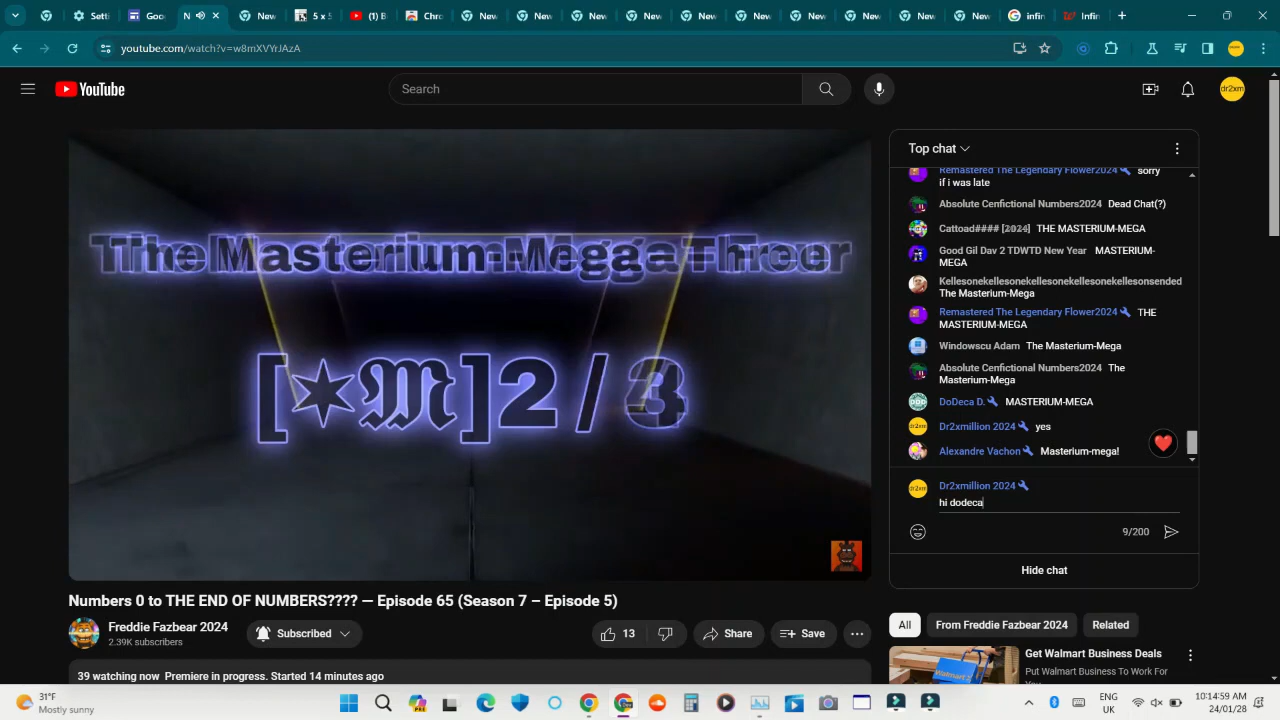 Setti
Goo
N
New
5 x 5
(1) B
Chro
New
New
New
New
New
New
New
New
New
New
infin
Infin
youtube.com/watch?v=w8mXVYrJAzA
dr2xm
YouTube
Search
dr2xm
The Masterium-Mega-Threer
[✶𝔐]2 / 3
Top chat
Remastered The Legendary Flower2024 sorry
if i was late
Absolute Cenfictional Numbers2024 Dead Chat(?)
Cattoad#### [𝟚𝟘𝟚𝟜] THE MASTERIUM-MEGA
Good Gil Dav 2 TDWTD New Year MASTERIUM-
MEGA
Kellesonekellesonekellesonekellesonsended
The Masterium-Mega
Remastered The Legendary Flower2024 THE
MASTERIUM-MEGA
Windowscu Adam The Masterium-Mega
Absolute Cenfictional Numbers2024 The
Masterium-Mega
DoDeca D. MASTERIUM-MEGA
Dr2xmillion 2024 yes
Alexandre Vachon Masterium-mega!
Dr2xmillion 2024
hi dodeca
9/200
Hide chat
Numbers 0 to THE END OF NUMBERS???? — Episode 65 (Season 7 – Episode 5)
Freddie Fazbear 2024
2.39K subscribers
Subscribed
13
Share
Save
39 watching now Premiere in progress. Started 14 minutes ago
All
From Freddie Fazbear 2024
Related
Get Walmart Business Deals
Put Walmart Business To Work For
You
31°F
Mostly sunny
ENG
UK
10:14:59 AM
24/01/28